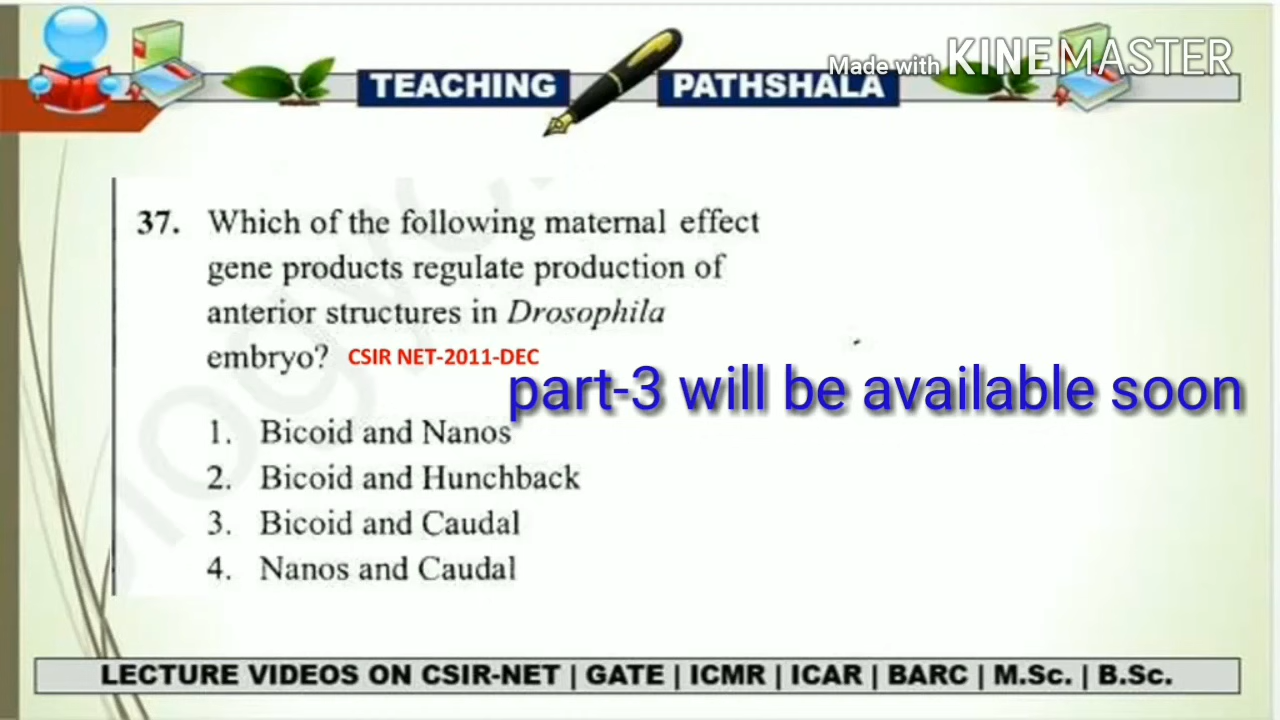 Made with KINEMASTER
TEACHING PATHSHALA
37. Which of the following maternal effect
gene products regulate production of
anterior structures in Drosophila
embryo? CSIR NET-2011-DEC
part-3 will be available soon
1. Bicoid and Nanos
2. Bicoid and Hunchback
3. Bicoid and Caudal
4. Nanos and Caudal
LECTURE VIDEOS ON CSIR-NET | GATE | ICMR | ICAR | BARC | M.Sc. | B.Sc.